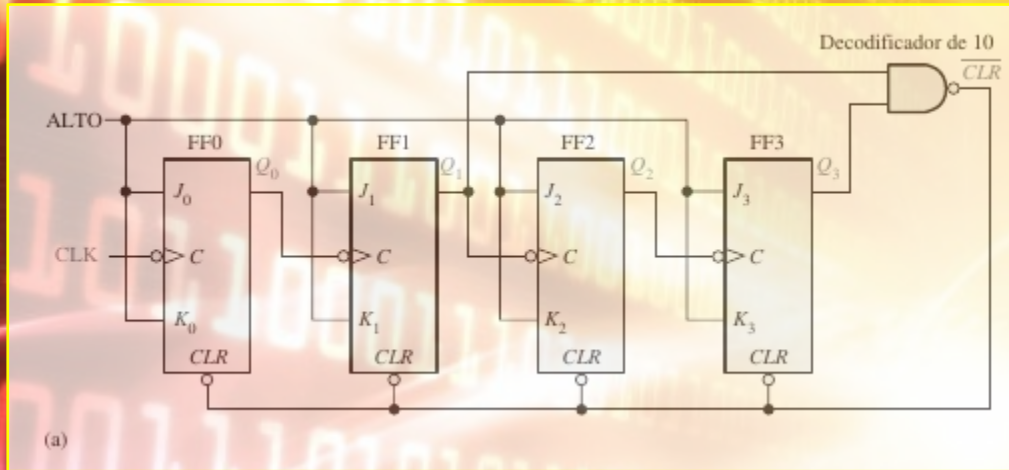 Decodificador de 10
CLR
ALTO
FF0
FF1
FF2
FF3
Q0
Q1
Q2
Q3
J0
J1
J2
J3
CLK
C
C
C
C
K0
K1
K2
K3
CLR
CLR
CLR
CLR
(a)